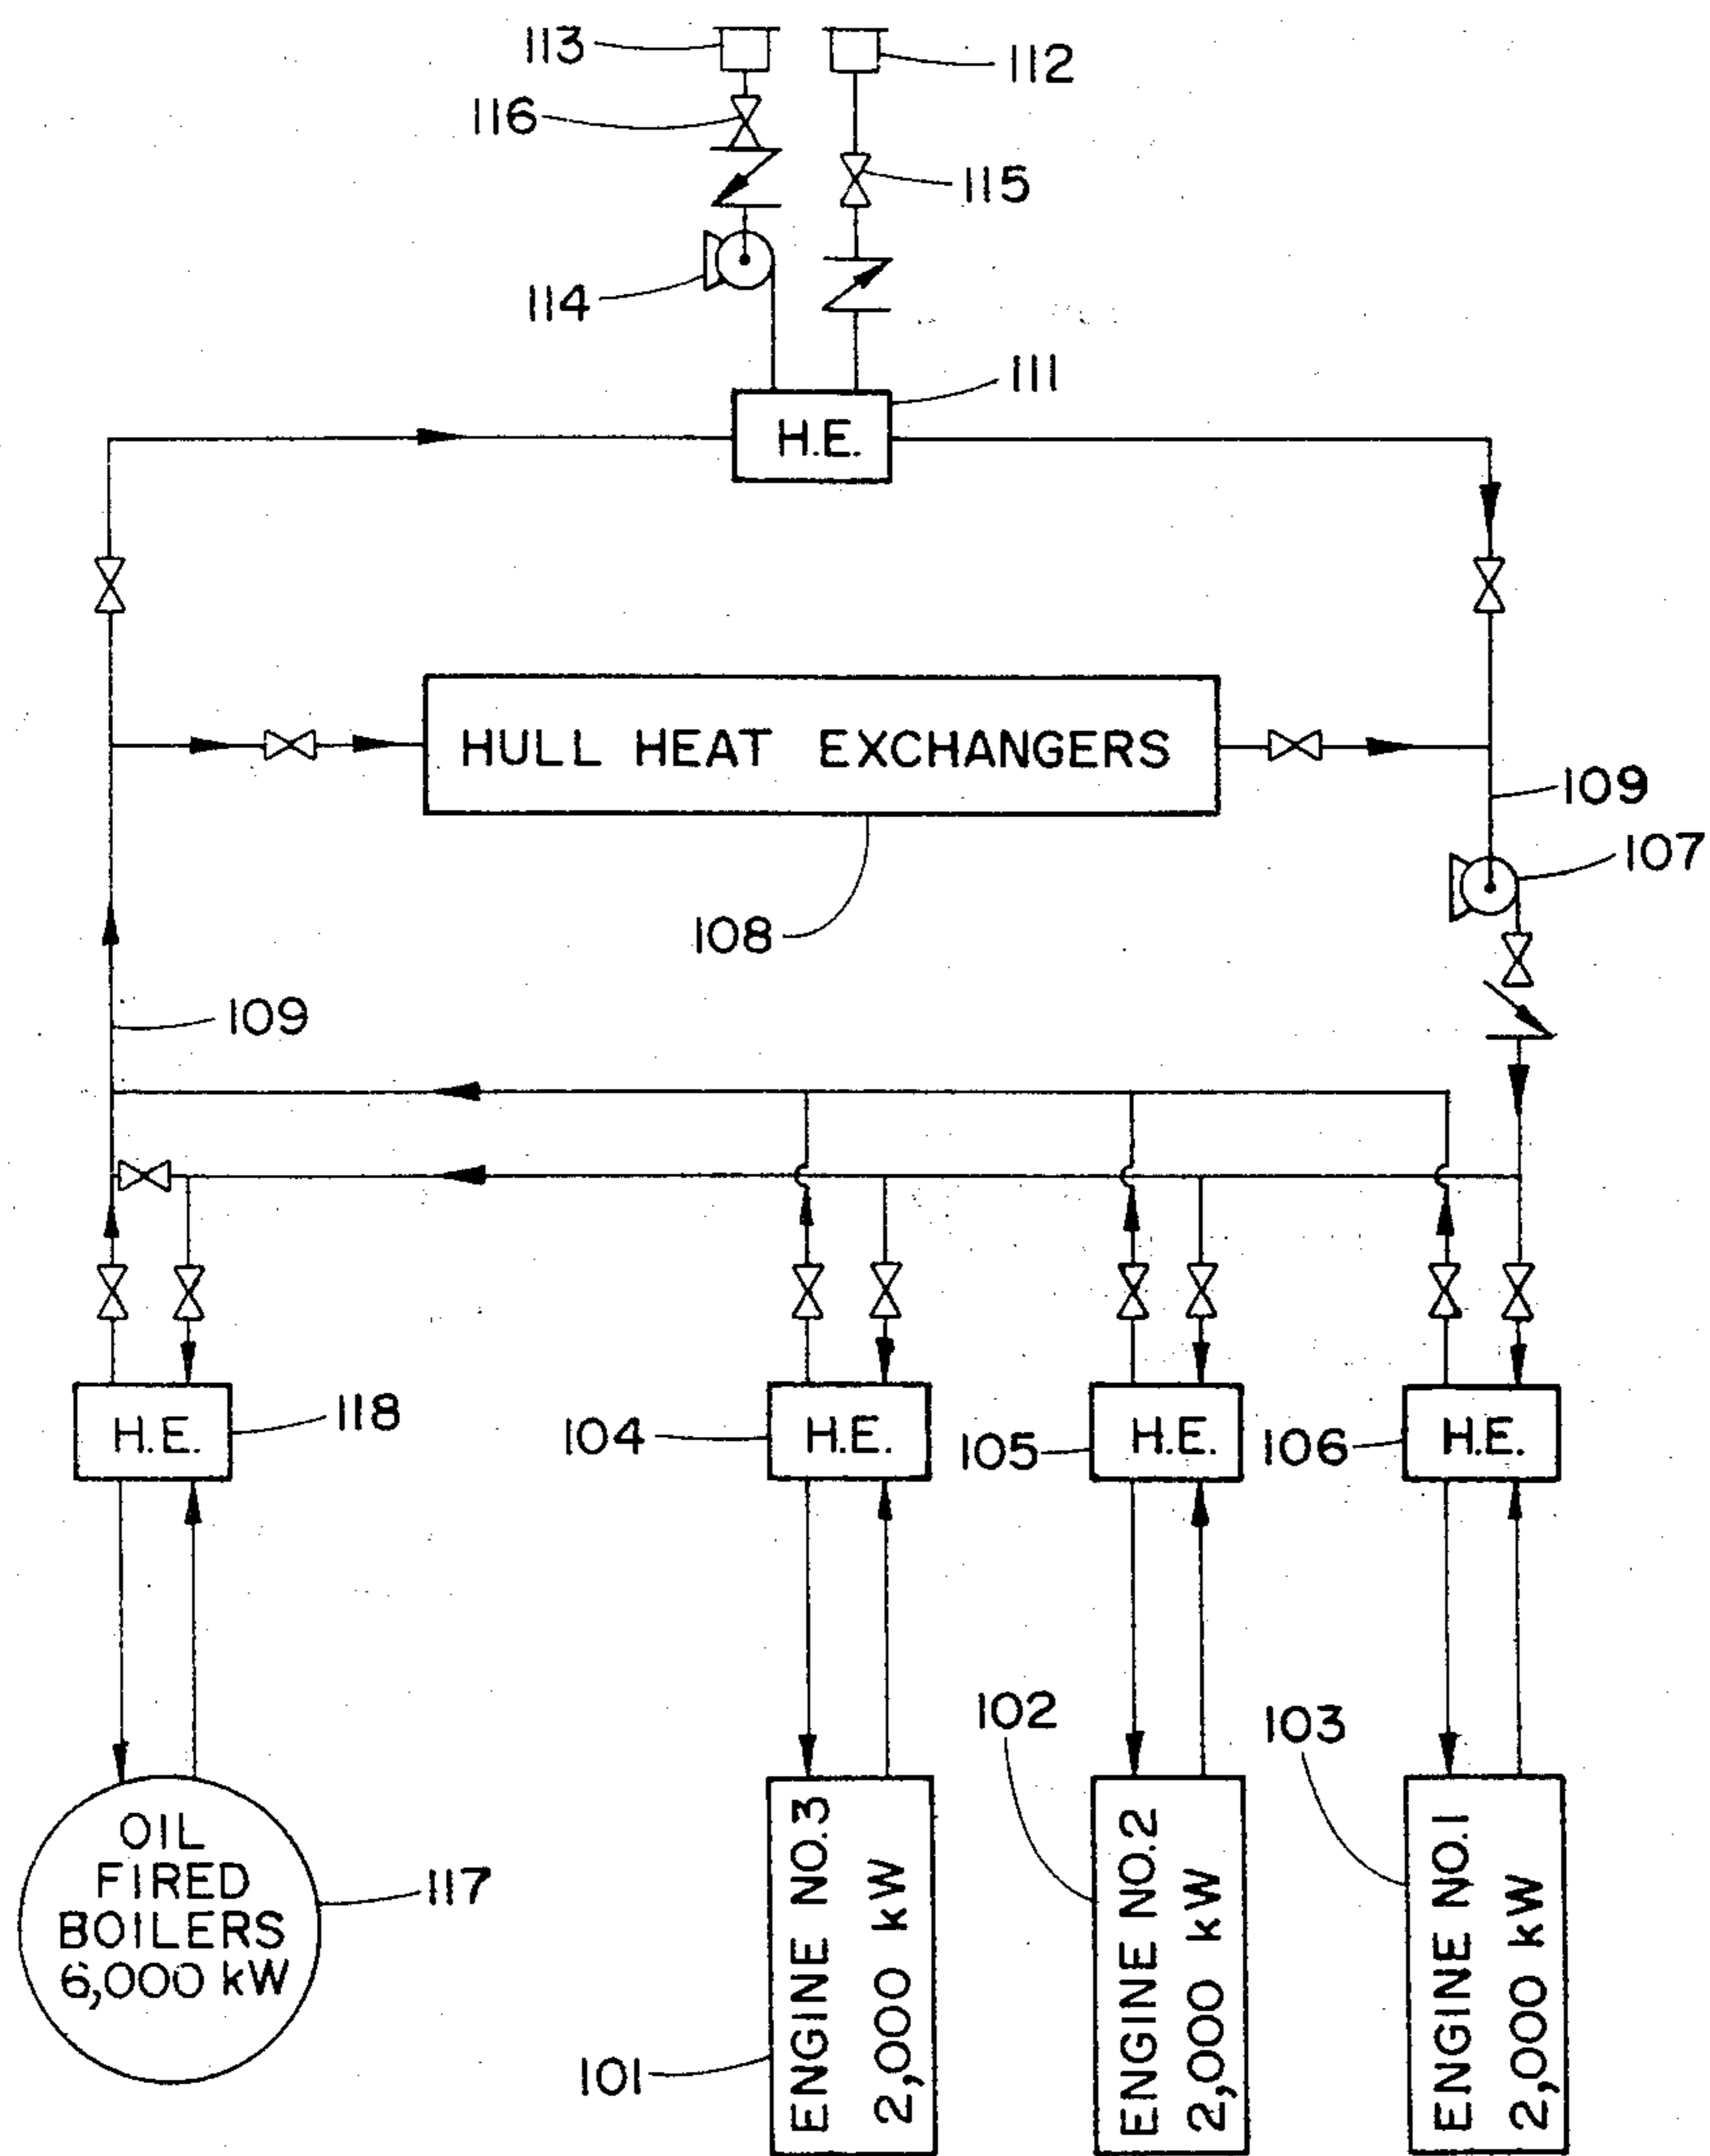 113
112
116
115
114
111
H.E.
HULL HEAT EXCHANGERS
109
107
108
109
H.E.
118
104
H.E.
105
H.E.
106
H.E.
102
103
OIL
FIRED
BOILERS
6,000 kW
117
ENGINE NO.3
2,000 kW
ENGINE NO.2
2,000 kW
ENGINE NO.1
2,000 kW
101